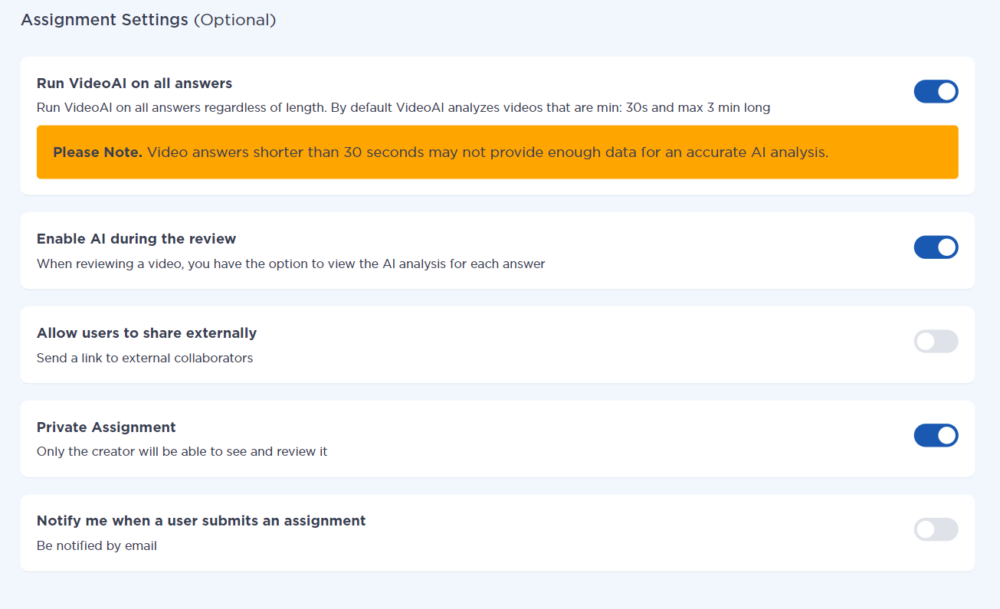 Assignment Settings (Optional)
Run VideoAI on all answers
Run VideoAI on all answers regardless of length. By default VideoAI analyzes videos that are min: 30s and max 3 min long
Please Note. Video answers shorter than 30 seconds may not provide enough data for an accurate AI analysis.
Enable AI during the review
When reviewing a video, you have the option to view the AI analysis for each answer
Allow users to share externally
Send a link to external collaborators
Private Assignment
Only the creator will be able to see and review it
Notify me when a user submits an assignment
Be notified by email